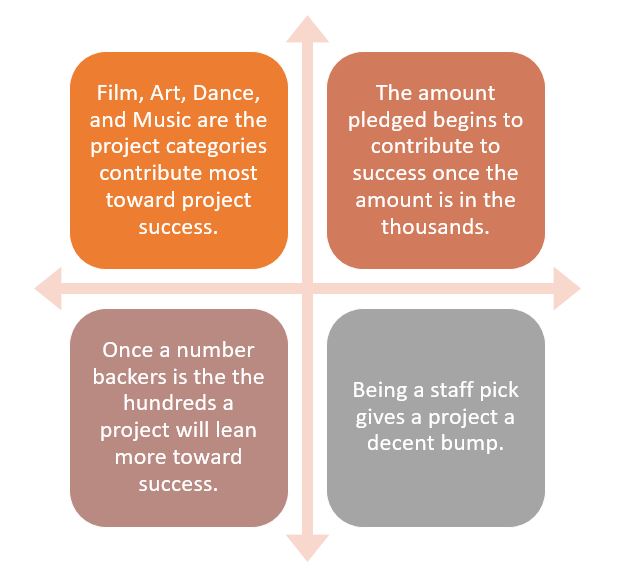 Film, Art, Dance,
and Music are the
project categories
contribute most
toward project
success.
The amount
pledged begins to
contribute to
success once the
amount is in the
thousands.
Once a number
backers is the the
hundreds a
project will lean
more toward
success.
Being a staff pick
gives a project a
decent bump.